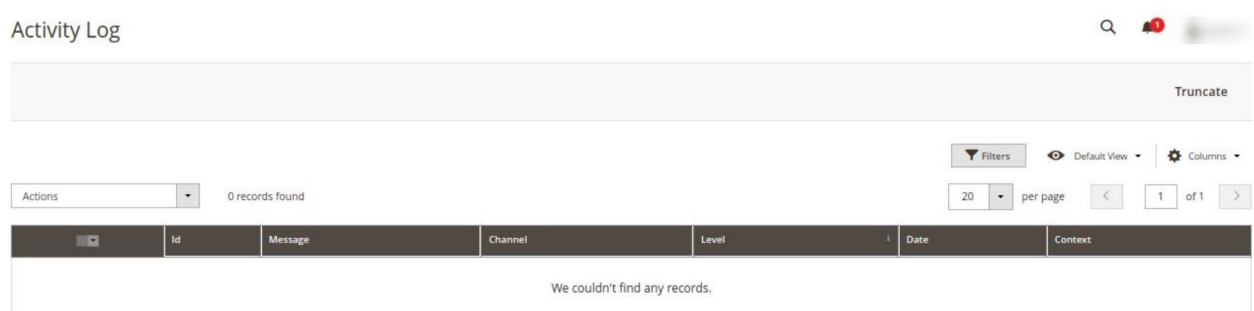 Activity Log
1
Truncate
Filters Default View Columns
Actions 0 records found 20 per page 1 of 1
Id Message Channel Level ↓ Date Context
We couldn't find any records.